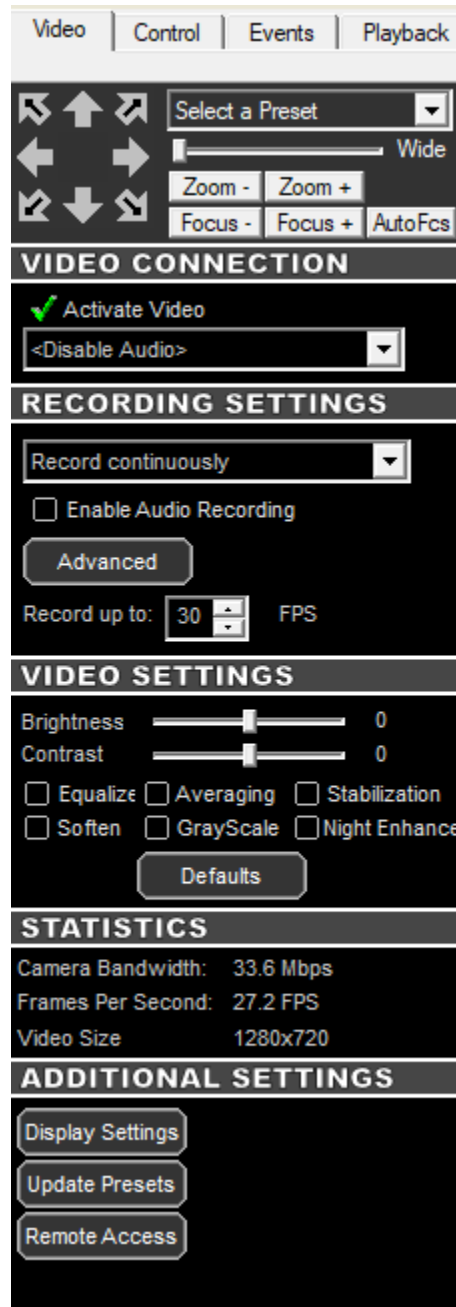 Video Control Events Playback
Select a Preset
Wide
Zoom - Zoom +
Focus - Focus + AutoFcs
VIDEO CONNECTION
Activate Video
<Disable Audio>
RECORDING SETTINGS
Record continuously
Enable Audio Recording
Advanced
Record up to: 30 FPS
VIDEO SETTINGS
Brightness 0
Contrast 0
Equalize Averaging Stabilization
Soften GrayScale Night Enhance
Defaults
STATISTICS
Camera Bandwidth: 33.6 Mbps
Frames Per Second: 27.2 FPS
Video Size 1280x720
ADDITIONAL SETTINGS
Display Settings
Update Presets
Remote Access